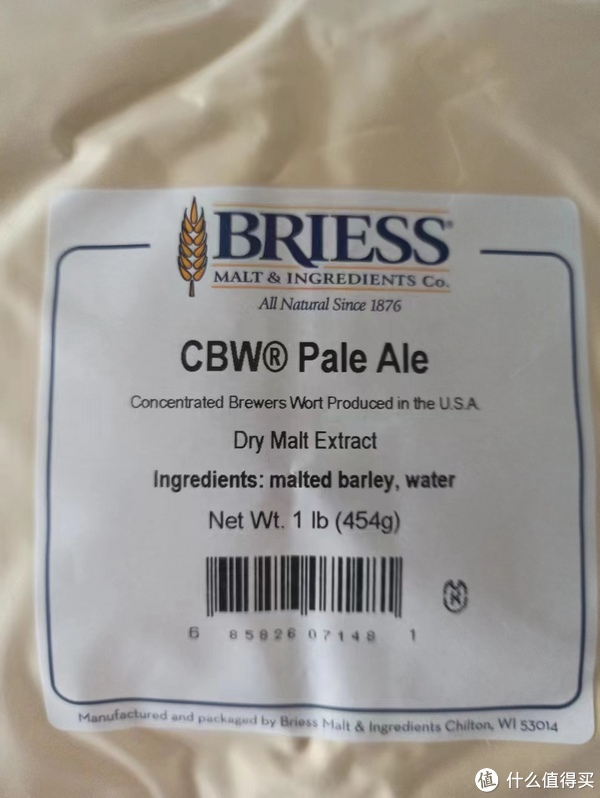 BRIESS®
MALT & INGREDIENTS Co.
All Natural Since 1876
CBW® Pale Ale
Concentrated Brewers Wort Produced in the U.S.A.
Dry Malt Extract
Ingredients: malted barley, water
Net Wt. 1 lb (454g)
6 85826 07148 1
Manufactured and packaged by Briess Malt & Ingredients Chilton, WI 53014
值 什么值得买